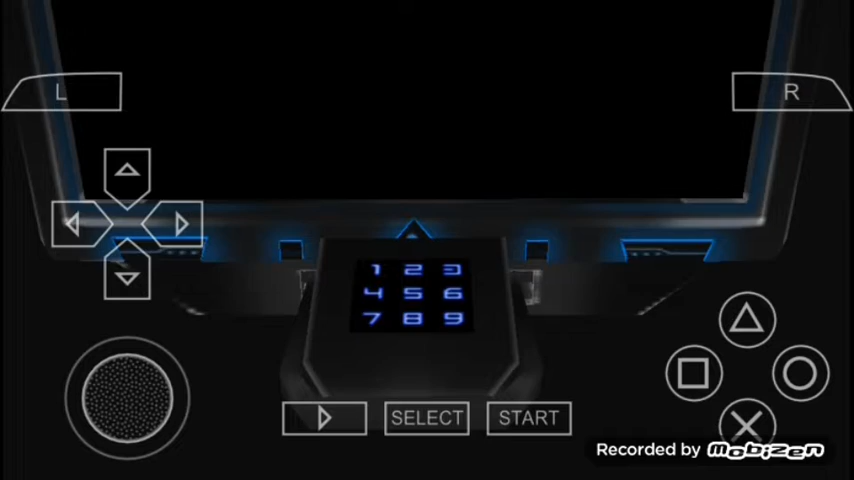 L
R
1 2 3
4 5 6
7 8 9
SELECT
START
Recorded by mobizen